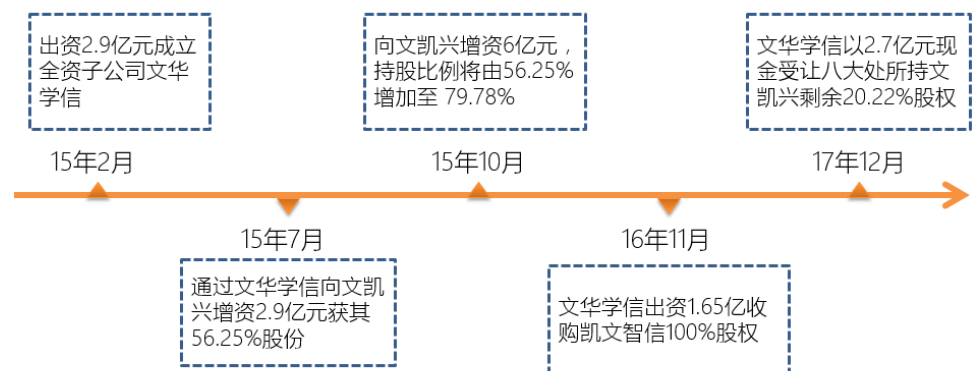 出资2.9亿元成立
全资子公司文华
学信
向文凯兴增资6亿元，
持股比例将由56.25%
增加至 79.78%
文华学信以2.7亿元现
金受让八大处所持文
凯兴剩余20.22%股权
15年2月
15年10月
17年12月
15年7月
16年11月
通过文华学信向文凯
兴增资2.9亿元获其
56.25%股份
文华学信出资1.65亿收
购凯文智信100%股权